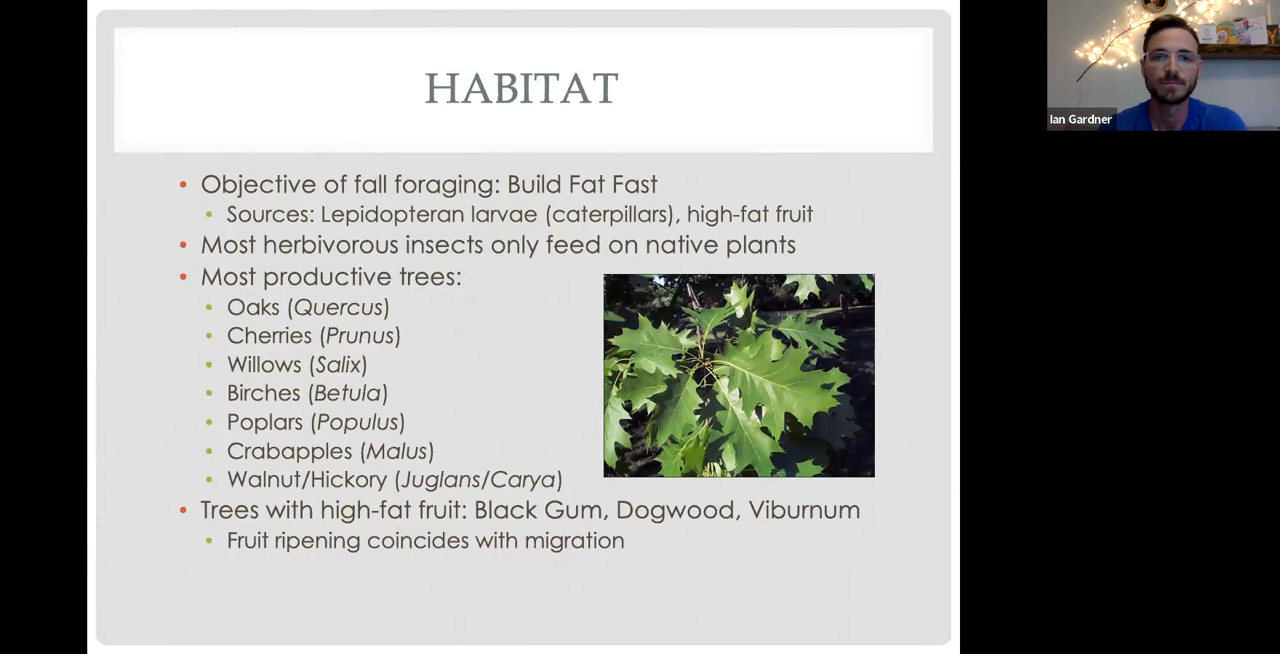 HABITAT
• Objective of fall foraging: Build Fat Fast
• Sources: Lepidopteran larvae (caterpillars), high-fat fruit
• Most herbivorous insects only feed on native plants
• Most productive trees:
• Oaks (Quercus)
• Cherries (Prunus)
• Willows (Salix)
• Birches (Betula)
• Poplars (Populus)
• Crabapples (Malus)
• Walnut/Hickory (Juglans/Carya)
• Trees with high-fat fruit: Black Gum, Dogwood, Viburnum
• Fruit ripening coincides with migration
Ian Gardner